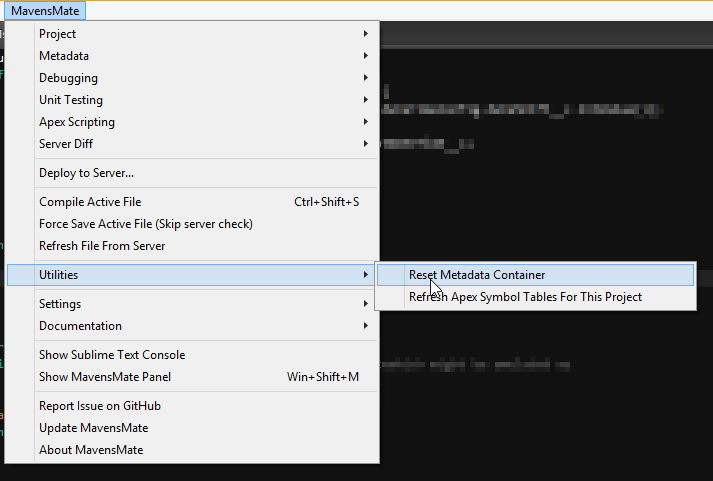 MavensMate
Project
Metadata
Debugging
Unit Testing
Apex Scripting
Server Diff
Deploy to Server...
Compile Active File Ctrl+Shift+S
Force Save Active File (Skip server check)
Refresh File From Server
Utilities
Reset Metadata Container
Refresh Apex Symbol Tables For This Project
Settings
Documentation
Show Sublime Text Console
Show MavensMate Panel Win+Shift+M
Report Issue on GitHub
Update MavensMate
About MavensMate